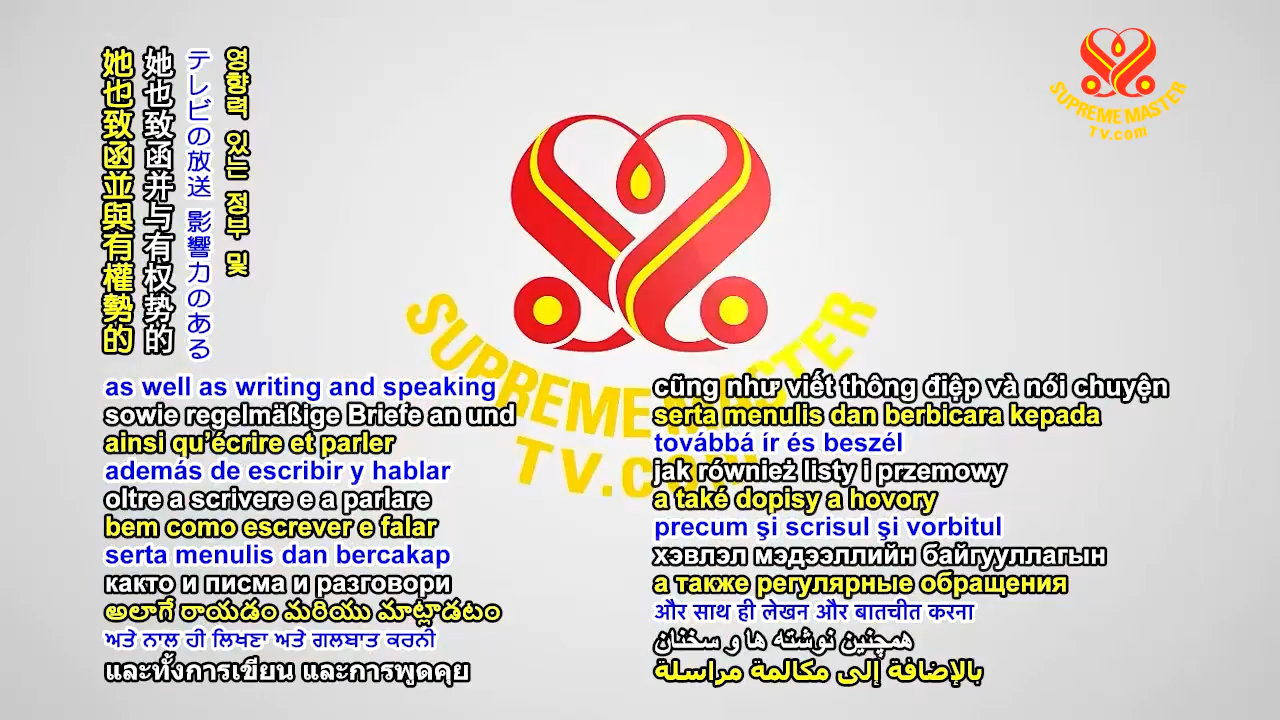 她也致函並與有權勢的
她也致函并与有权势的
テレビの放送 影響力のある
영향력 있는 정부 및
SUPREME MASTER
TV.com
SUPREME MASTER
TV.com
as well as writing and speaking
sowie regelmäßige Briefe an und
ainsi qu’écrire et parler
además de escribir y hablar
oltre a scrivere e a parlare
bem como escrever e falar
serta menulis dan bercakap
както и писма и разговори
అలాగే రాయడం మరియు మాట్లాడటం
ਅਤੇ ਨਾਲ ਹੀ ਲਿਖਣਾ ਅਤੇ ਗਲਬਾਤ ਕਰਨੀ
และทั้งการเขียน และการพูดคุย
cũng như viết thông điệp và nói chuyện
serta menulis dan berbicara kepada
továbbá ír és beszél
jak również listy i przemowy
a také dopisy a hovory
precum şi scrisul şi vorbitul
хэвлэл мэдээллийн байгууллагын
а также регулярные обращения
और साथ ही लेखन और बातचीत करना
همچنین نوشته ها و سخنان
بالإضافة إلى مكالمة مراسلة